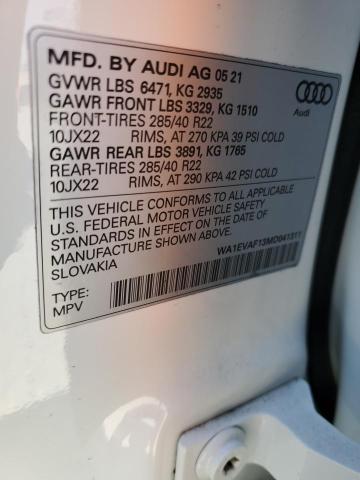 MFD. BY AUDI AG 05 21
GVWR LBS 6471, KG 2935
GAWR FRONT LBS 3329, KG 1510
FRONT-TIRES 285/40 R22
10JX22 RIMS, AT 270 KPA 39 PSI COLD
GAWR REAR LBS 3891, KG 1765
REAR-TIRES 285/40 R22
10JX22 RIMS, AT 290 KPA 42 PSI COLD
THIS VEHICLE CONFORMS TO ALL APPLICABLE
U.S. FEDERAL MOTOR VEHICLE SAFETY
STANDARDS IN EFFECT ON THE DATE OF
MANUFACTURE SHOWN ABOVE.
SLOVAKIA
WA1EVAF13MD041311
TYPE:
MPV
Audi